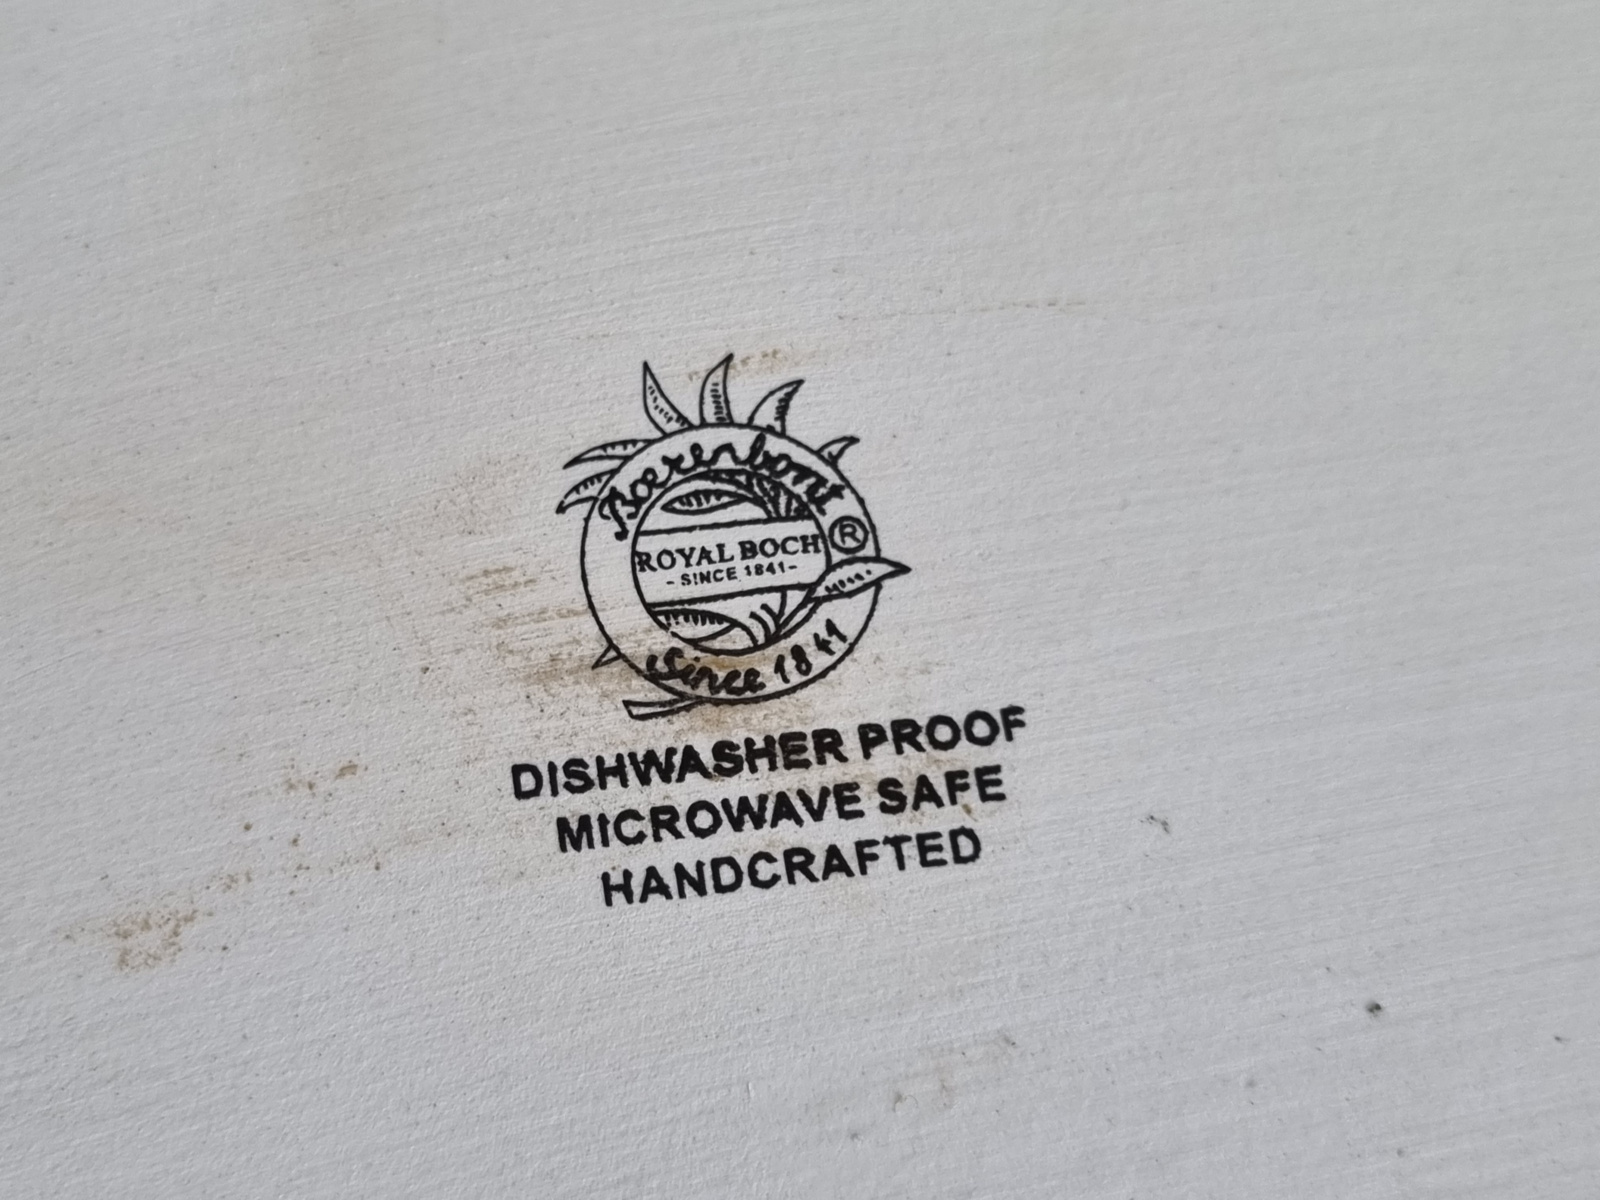 Boerenbont
®
ROYAL BOCH
- SINCE 1841-
Since 1841
DISHWASHER PROOF
MICROWAVE SAFE
HANDCRAFTED